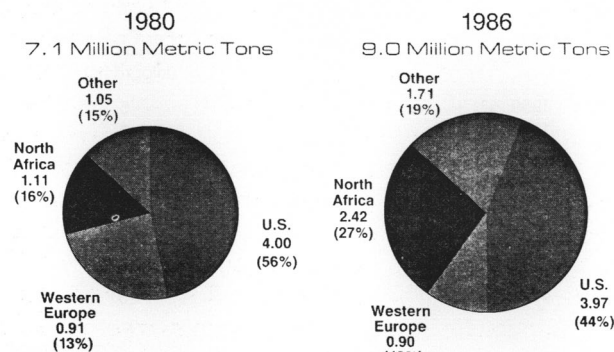 1980
7.1 Million Metric Tons
Other
1.05
(15%)
North
Africa
1.11
(16%)
U.S.
4.00
(56%)
Western
Europe
0.91
(13%)
1986
9.0 Million Metric Tons
Other
1.71
(19%)
North
Africa
2.42
(27%)
U.S.
3.97
(44%)
Western
Europe
0.90